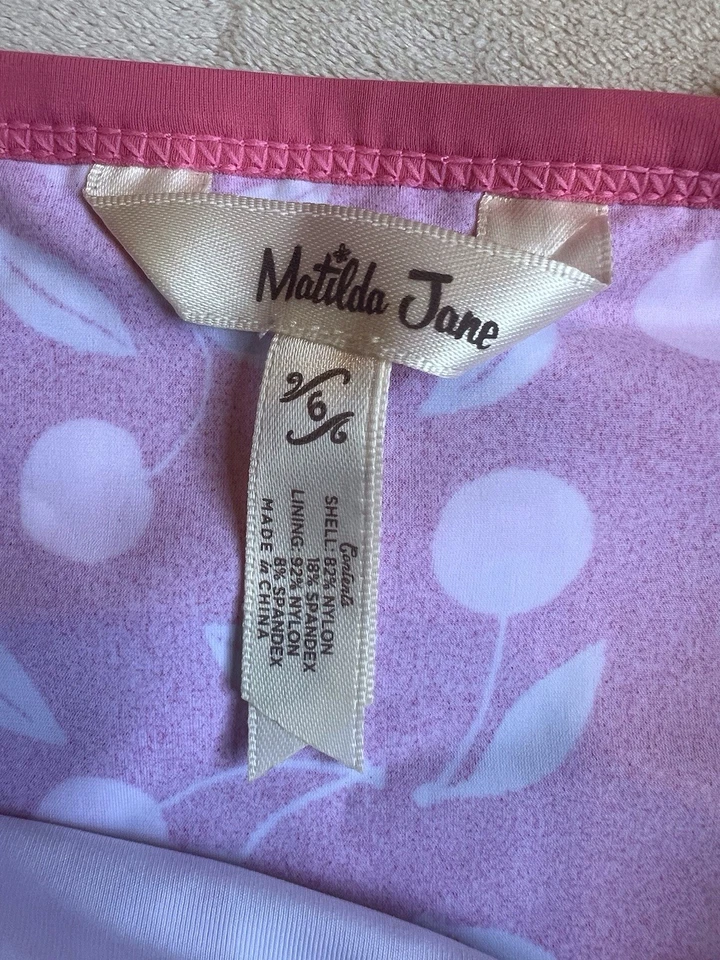 Matilda Jane
6
Contents
SHELL: 82% NYLON
18% SPANDEX
LINING: 92% NYLON
8% SPANDEX
MADE in CHINA